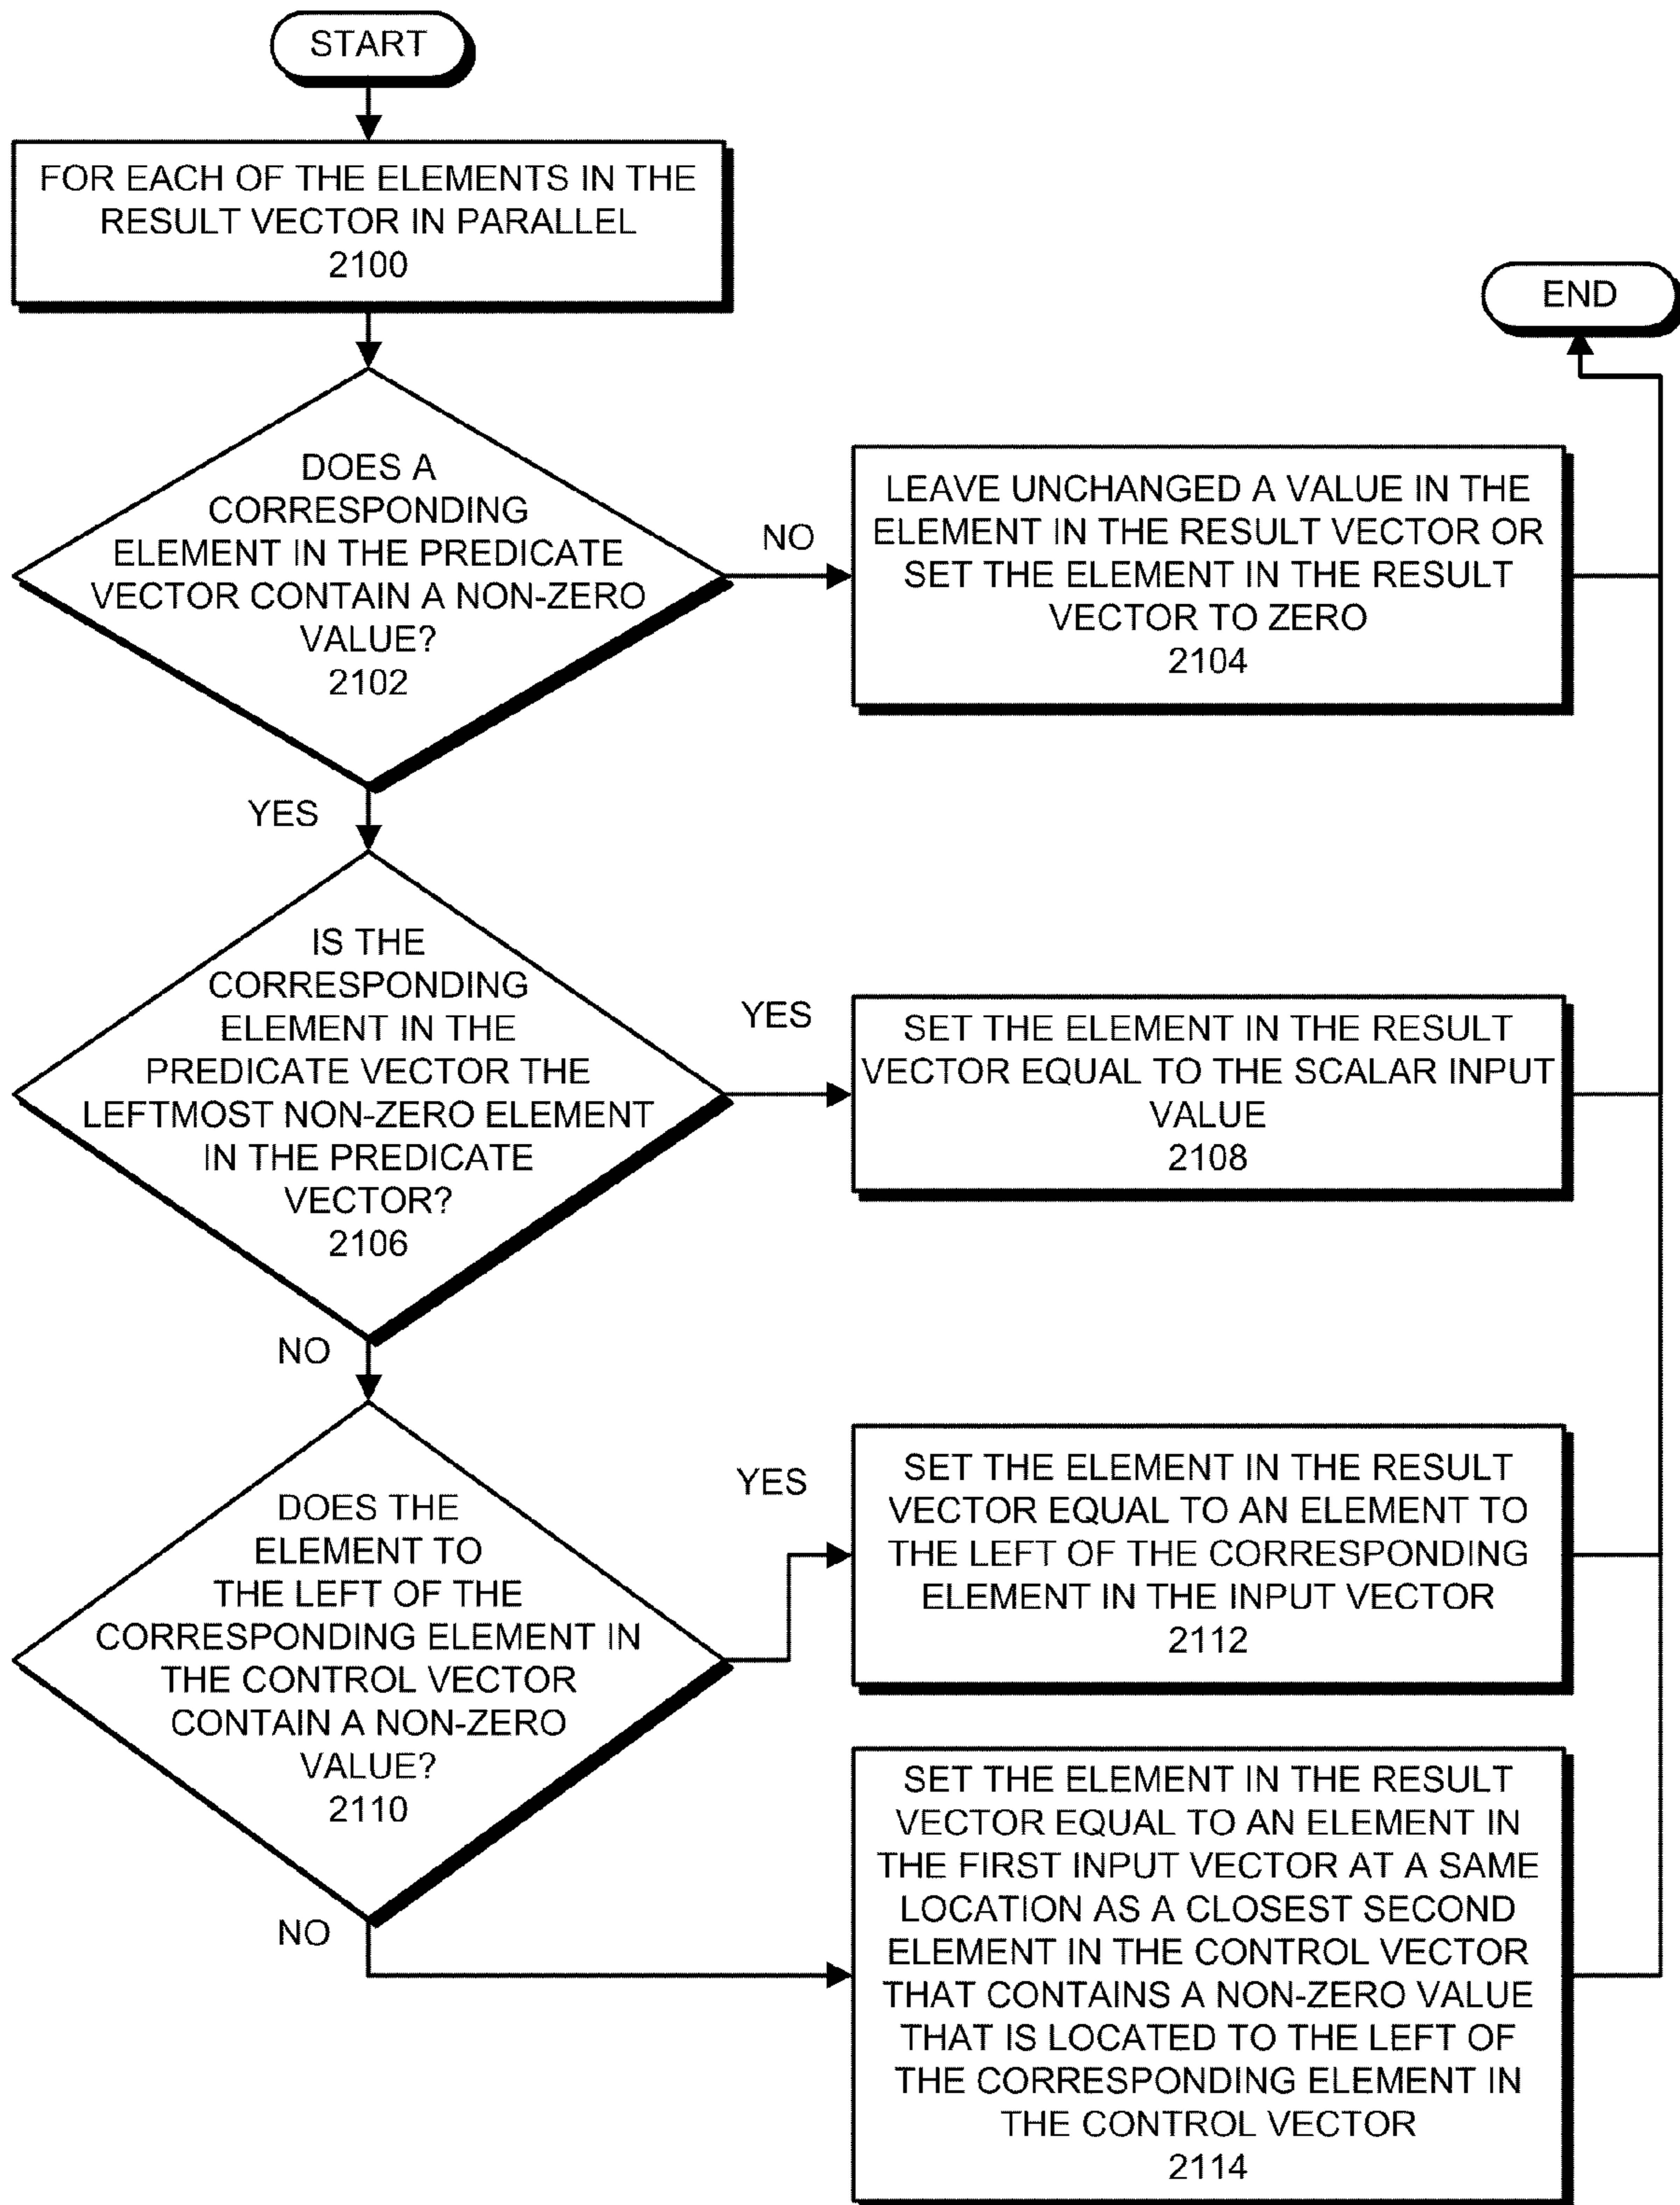 START
FOR EACH OF THE ELEMENTS IN THE
RESULT VECTOR IN PARALLEL
2100
END
DOES A
CORRESPONDING
ELEMENT IN THE PREDICATE
VECTOR CONTAIN A NON-ZERO
VALUE?
2102
NO
LEAVE UNCHANGED A VALUE IN THE
ELEMENT IN THE RESULT VECTOR OR
SET THE ELEMENT IN THE RESULT
VECTOR TO ZERO
2104
YES
IS THE
CORRESPONDING
ELEMENT IN THE
PREDICATE VECTOR THE
LEFTMOST NON-ZERO ELEMENT
IN THE PREDICATE
VECTOR?
2106
YES
SET THE ELEMENT IN THE RESULT
VECTOR EQUAL TO THE SCALAR INPUT
VALUE
2108
NO
DOES THE
ELEMENT TO
THE LEFT OF THE
CORRESPONDING ELEMENT IN
THE CONTROL VECTOR
CONTAIN A NON-ZERO
VALUE?
2110
YES
SET THE ELEMENT IN THE RESULT
VECTOR EQUAL TO AN ELEMENT TO
THE LEFT OF THE CORRESPONDING
ELEMENT IN THE INPUT VECTOR
2112
NO
SET THE ELEMENT IN THE RESULT
VECTOR EQUAL TO AN ELEMENT IN
THE FIRST INPUT VECTOR AT A SAME
LOCATION AS A CLOSEST SECOND
ELEMENT IN THE CONTROL VECTOR
THAT CONTAINS A NON-ZERO VALUE
THAT IS LOCATED TO THE LEFT OF
THE CORRESPONDING ELEMENT IN
THE CONTROL VECTOR
2114